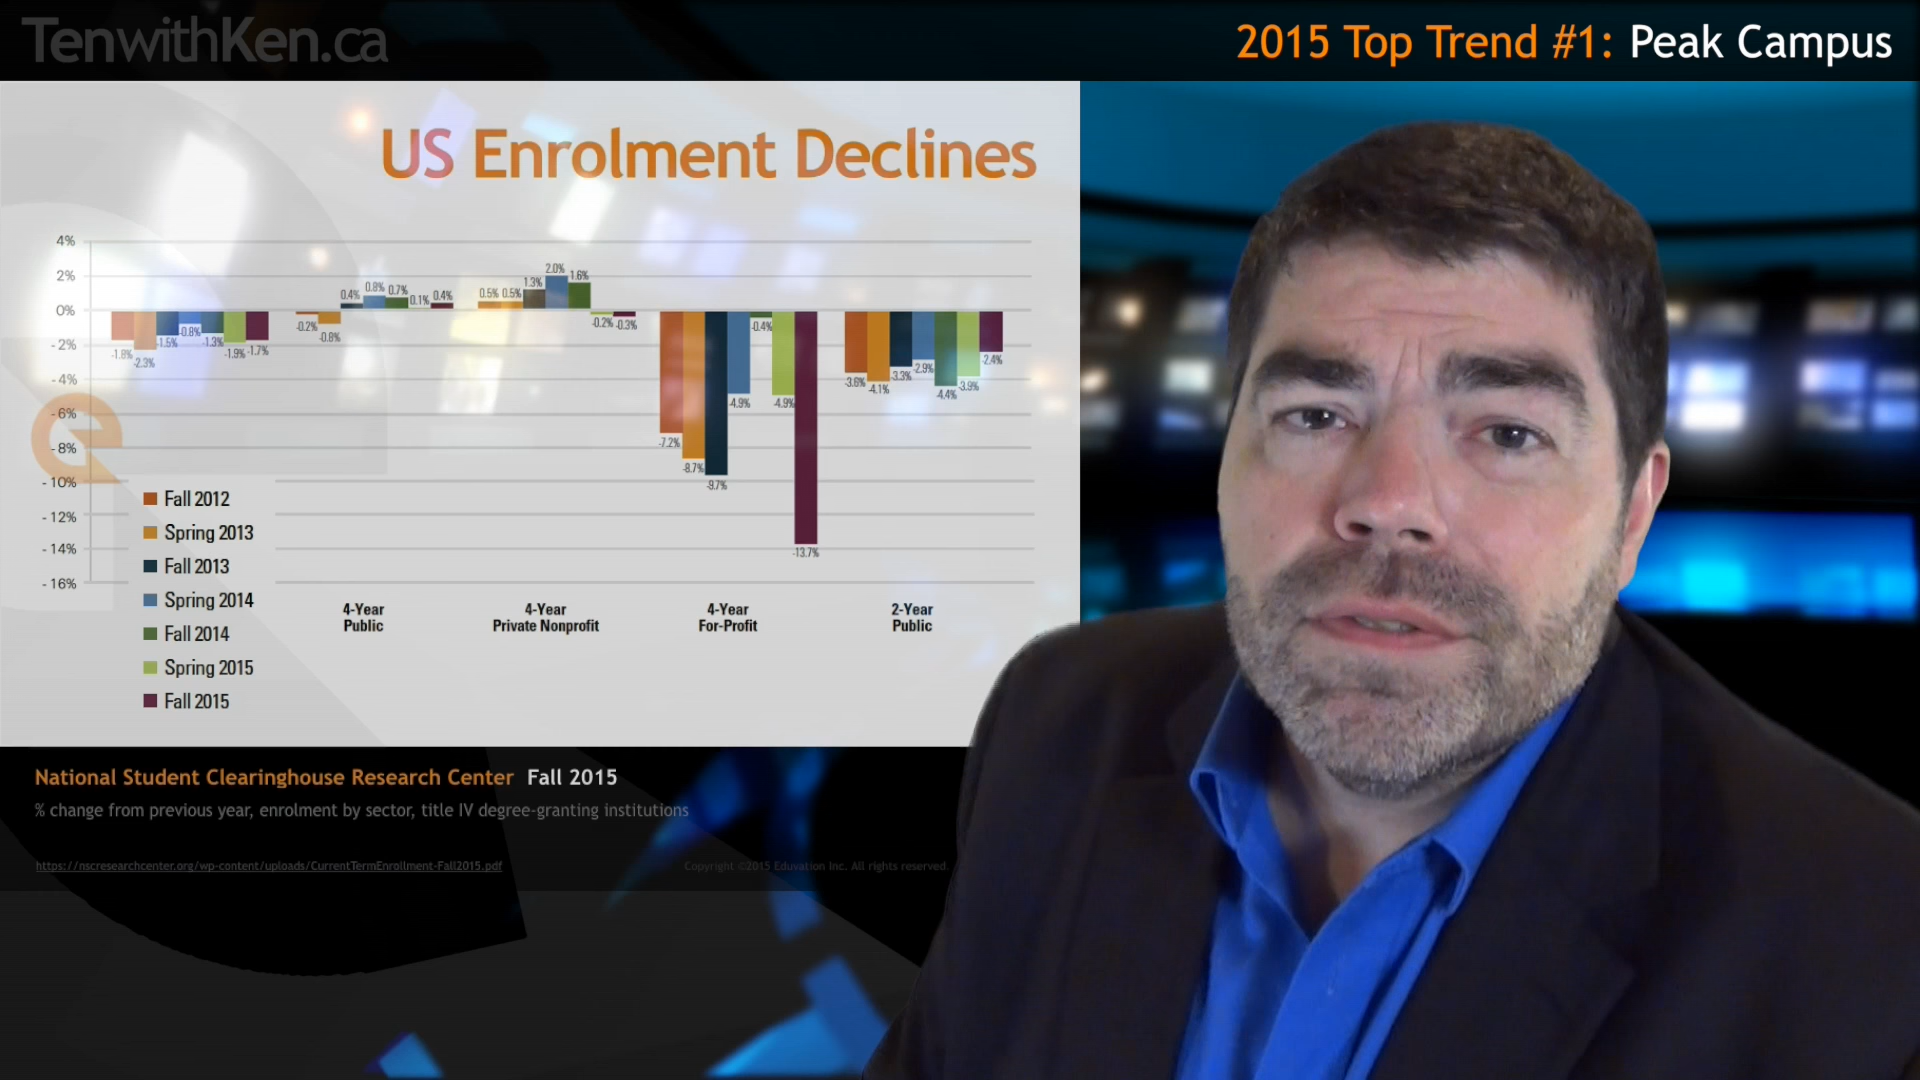 TenwithKen.ca
2015 Top Trend #1: Peak Campus
US Enrolment Declines
4%
2%
0%
- 2%
- 4%
- 6%
- 8%
- 10%
- 12%
- 14%
- 16%
-1.8%
-2.3%
-1.5%
-0.8%
-1.3%
-1.9%
-1.7%
-0.2%
-0.8%
0.4%
0.8%
0.7%
0.1%
0.4%
0.5%
0.5%
1.3%
2.0%
1.6%
-0.2%
-0.3%
-7.2%
-8.7%
-9.7%
-4.9%
-0.4%
-4.9%
-13.7%
-3.6%
-4.1%
-3.3%
-2.9%
-4.4%
-3.9%
-2.4%
Fall 2012
Spring 2013
Fall 2013
Spring 2014
Fall 2014
Spring 2015
Fall 2015
4-Year
Public
4-Year
Private Nonprofit
4-Year
For-Profit
2-Year
Public
National Student Clearinghouse Research Center Fall 2015
% change from previous year, enrolment by sector, title IV degree-granting institutions
https://nscresearchcenter.org/wp-content/uploads/CurrentTermEnrollment-Fall2015.pdf
Copyright ©2015 Eduvation Inc. All rights reserved.